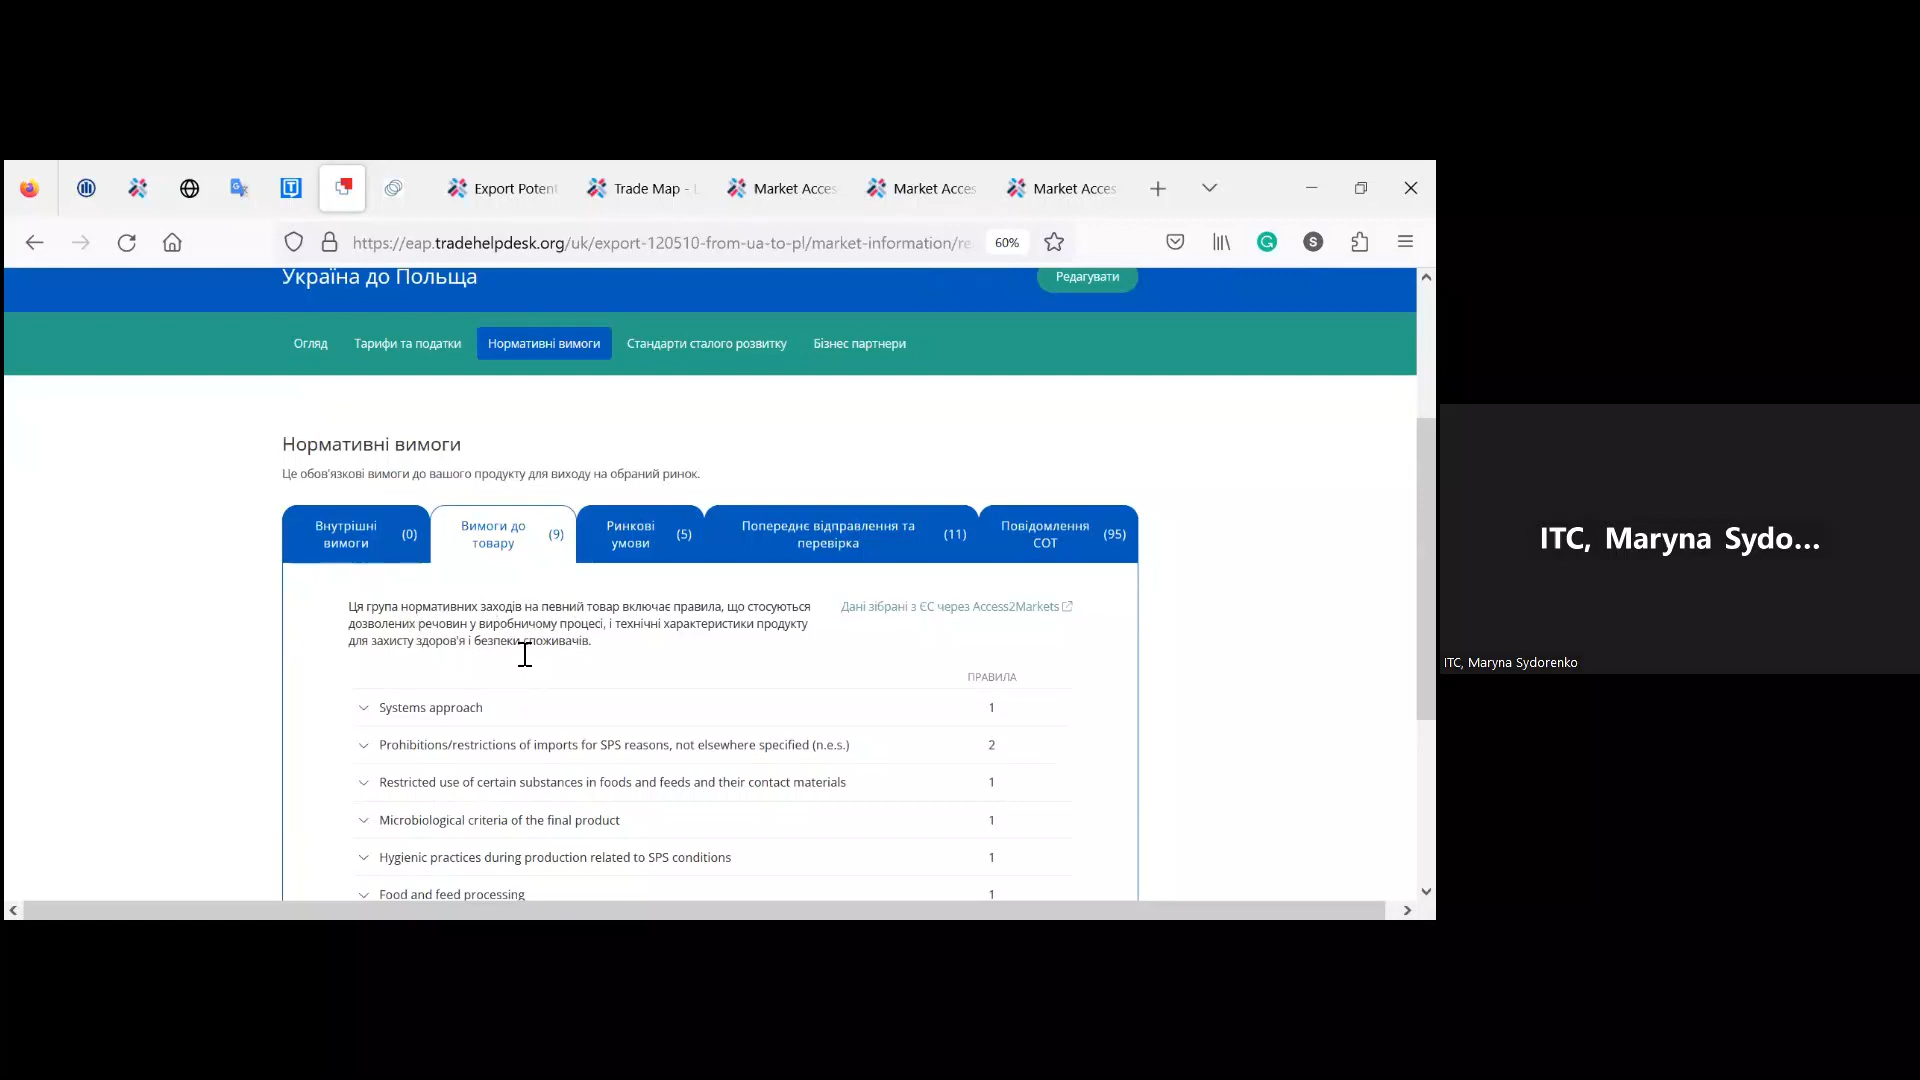 Export Poten
Trade Map - L
Market Acces
Market Acces
Market Acces
https://eap.tradehelpdesk.org/uk/export-120510-from-ua-to-pl/market-information/re
60%
S
Україна до Польща
Редагувати
Огляд
Тарифи та податки
Нормативні вимоги
Стандарти сталого розвитку
Бізнес партнери
Нормативні вимоги
Це обов'язкові вимоги до вашого продукту для виходу на обраний ринок.
Внутрішні вимоги (0)
Вимоги до товару (9)
Ринкові умови (5)
Попереднє відправлення та перевірка (11)
Повідомлення СОТ (95)
Ця група нормативних заходів на певний товар включає правила, що стосуються
дозволених речовин у виробничому процесі, і технічні характеристики продукту
для захисту здоров'я і безпеки споживачів.
Дані зібрані з ЄС через Access2Markets
ПРАВИЛА
Systems approach 1
Prohibitions/restrictions of imports for SPS reasons, not elsewhere specified (n.e.s.) 2
Restricted use of certain substances in foods and feeds and their contact materials 1
Microbiological criteria of the final product 1
Hygienic practices during production related to SPS conditions 1
Food and feed processing 1
ITC, Maryna Sydo...
ITC, Maryna Sydorenko